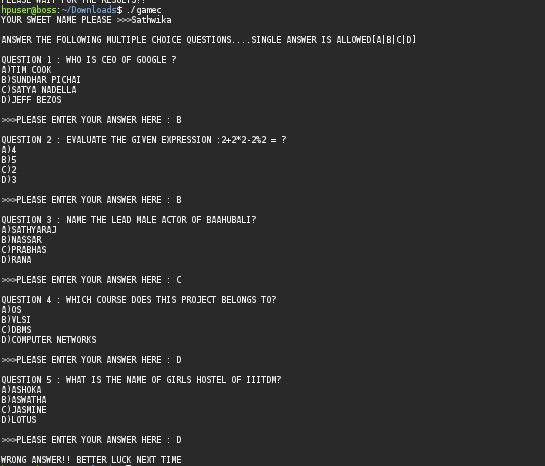 PLEASE WAIT FOR THE RESULTS!!
hpuser@boss:~/Downloads$ ./gamec
YOUR SWEET NAME PLEASE >>>Sathwika
ANSWER THE FOLLOWING MULTIPLE CHOICE QUESTIONS....SINGLE ANSWER IS ALLOWED[A|B|C|D]
QUESTION 1 : WHO IS CEO OF GOOGLE ?
A)TIM COOK
B)SUNDHAR PICHAI
C)SATYA NADELLA
D)JEFF BEZOS
>>>PLEASE ENTER YOUR ANSWER HERE : B
QUESTION 2 : EVALUATE THE GIVEN EXPRESSION :2+2*2-2%2 = ?
A)4
B)5
C)2
D)3
>>>PLEASE ENTER YOUR ANSWER HERE : B
QUESTION 3 : NAME THE LEAD MALE ACTOR OF BAAHUBALI?
A)SATHYARAJ
B)NASSAR
C)PRABHAS
D)RANA
>>>PLEASE ENTER YOUR ANSWER HERE : C
QUESTION 4 : WHICH COURSE DOES THIS PROJECT BELONGS TO?
A)OS
B)VLSI
C)DBMS
D)COMPUTER NETWORKS
>>>PLEASE ENTER YOUR ANSWER HERE : D
QUESTION 5 : WHAT IS THE NAME OF GIRLS HOSTEL OF IIITDM?
A)ASHOKA
B)ASWATHA
C)JASMINE
D)LOTUS
>>>PLEASE ENTER YOUR ANSWER HERE : D
WRONG ANSWER!! BETTER LUCK NEXT TIME